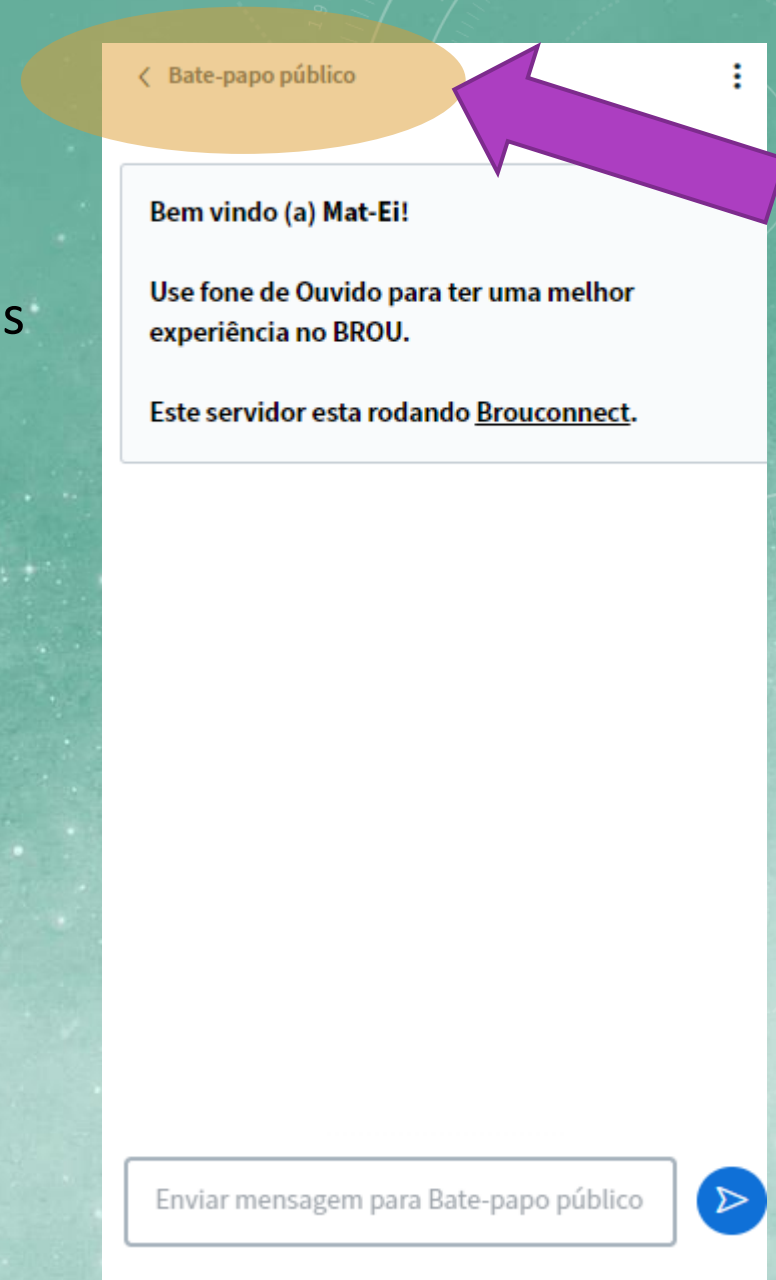 Bate-papo público
Bem vindo (a) Mat-Ei!
Use fone de Ouvido para ter uma melhor
experiência no BROU.
s
Este servidor esta rodando Brouconnect.
Enviar mensagem para Bate-papo público